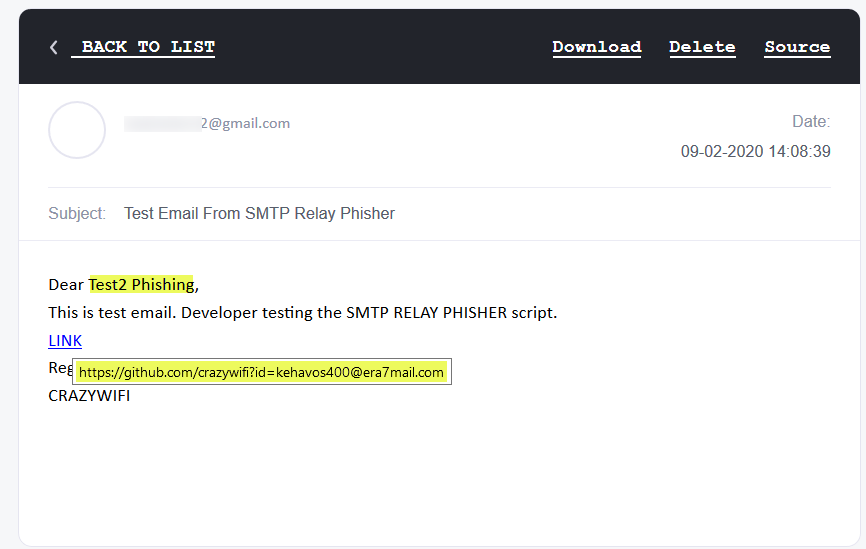 BACK TO LIST Download Delete Source
2@gmail.com Date:
09-02-2020 14:08:39
Subject: Test Email From SMTP Relay Phisher
Dear Test2 Phishing,
This is test email. Developer testing the SMTP RELAY PHISHER script.
LINK
Reg
https://github.com/crazywifi?id=kehavos400@era7mail.com
CRAZYWIFI